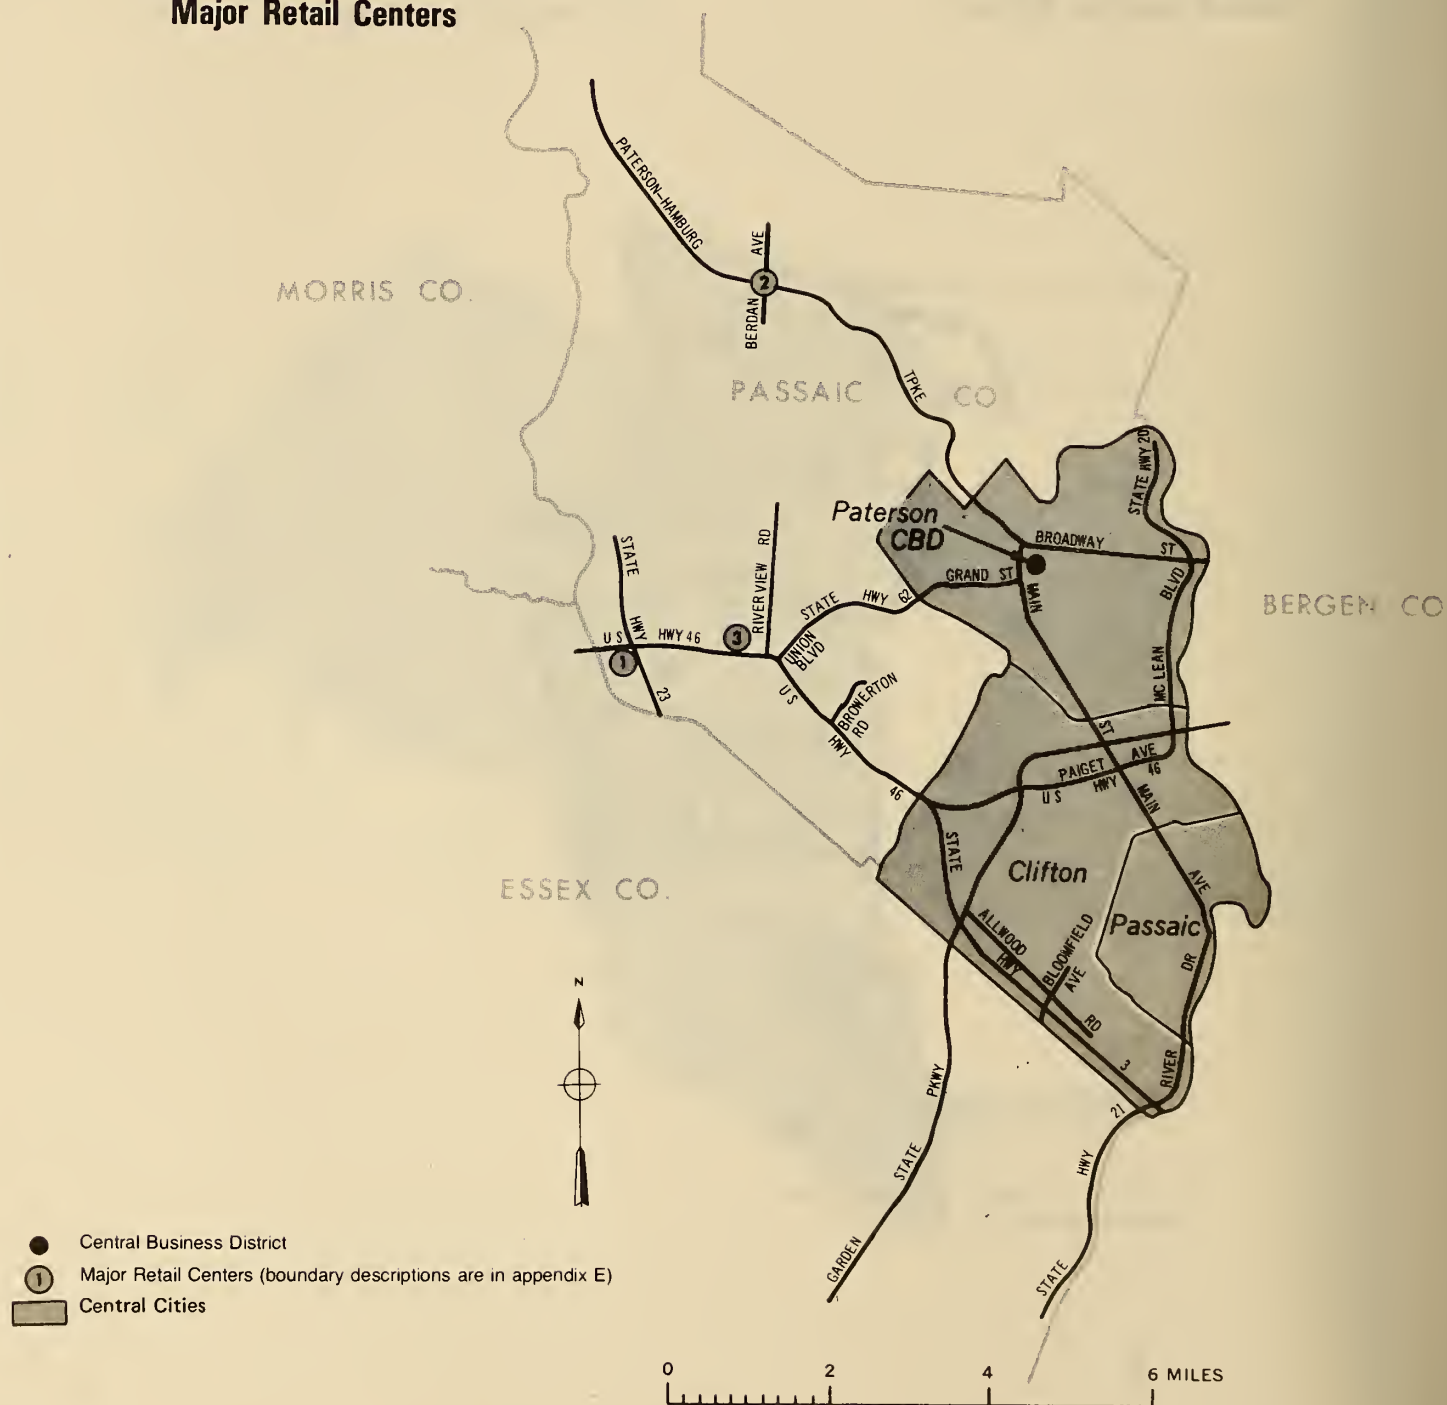 Major Retail Centers
PATERSON-HAMBURG
AVE
2
BERDAN
MORRIS CO.
PASSAIC CO
TPKE
STATE HWY 20
Paterson
CBD
BROADWAY ST
BLVD
GRAND ST
MAIN
BERGEN CO
STATE
HWY
23
RIVERVIEW RD
STATE HWY 62
UNION
BLVD
US HWY 46
3
1
US
HWY
46
BROWERTON
RD
MC LEAN
ST
PAIGET AVE
US HWY 46
MAIN
AVE
STATE
HWY
3
Clifton
Passaic
ALLWOOD
RD
BLOOMFIELD
AVE
DR
RIVER
ESSEX CO.
N
GARDEN STATE PKWY
21
HWY
STATE
Central Business District
1 Major Retail Centers (boundary descriptions are in appendix E)
Central Cities
0 2 4 6 MILES